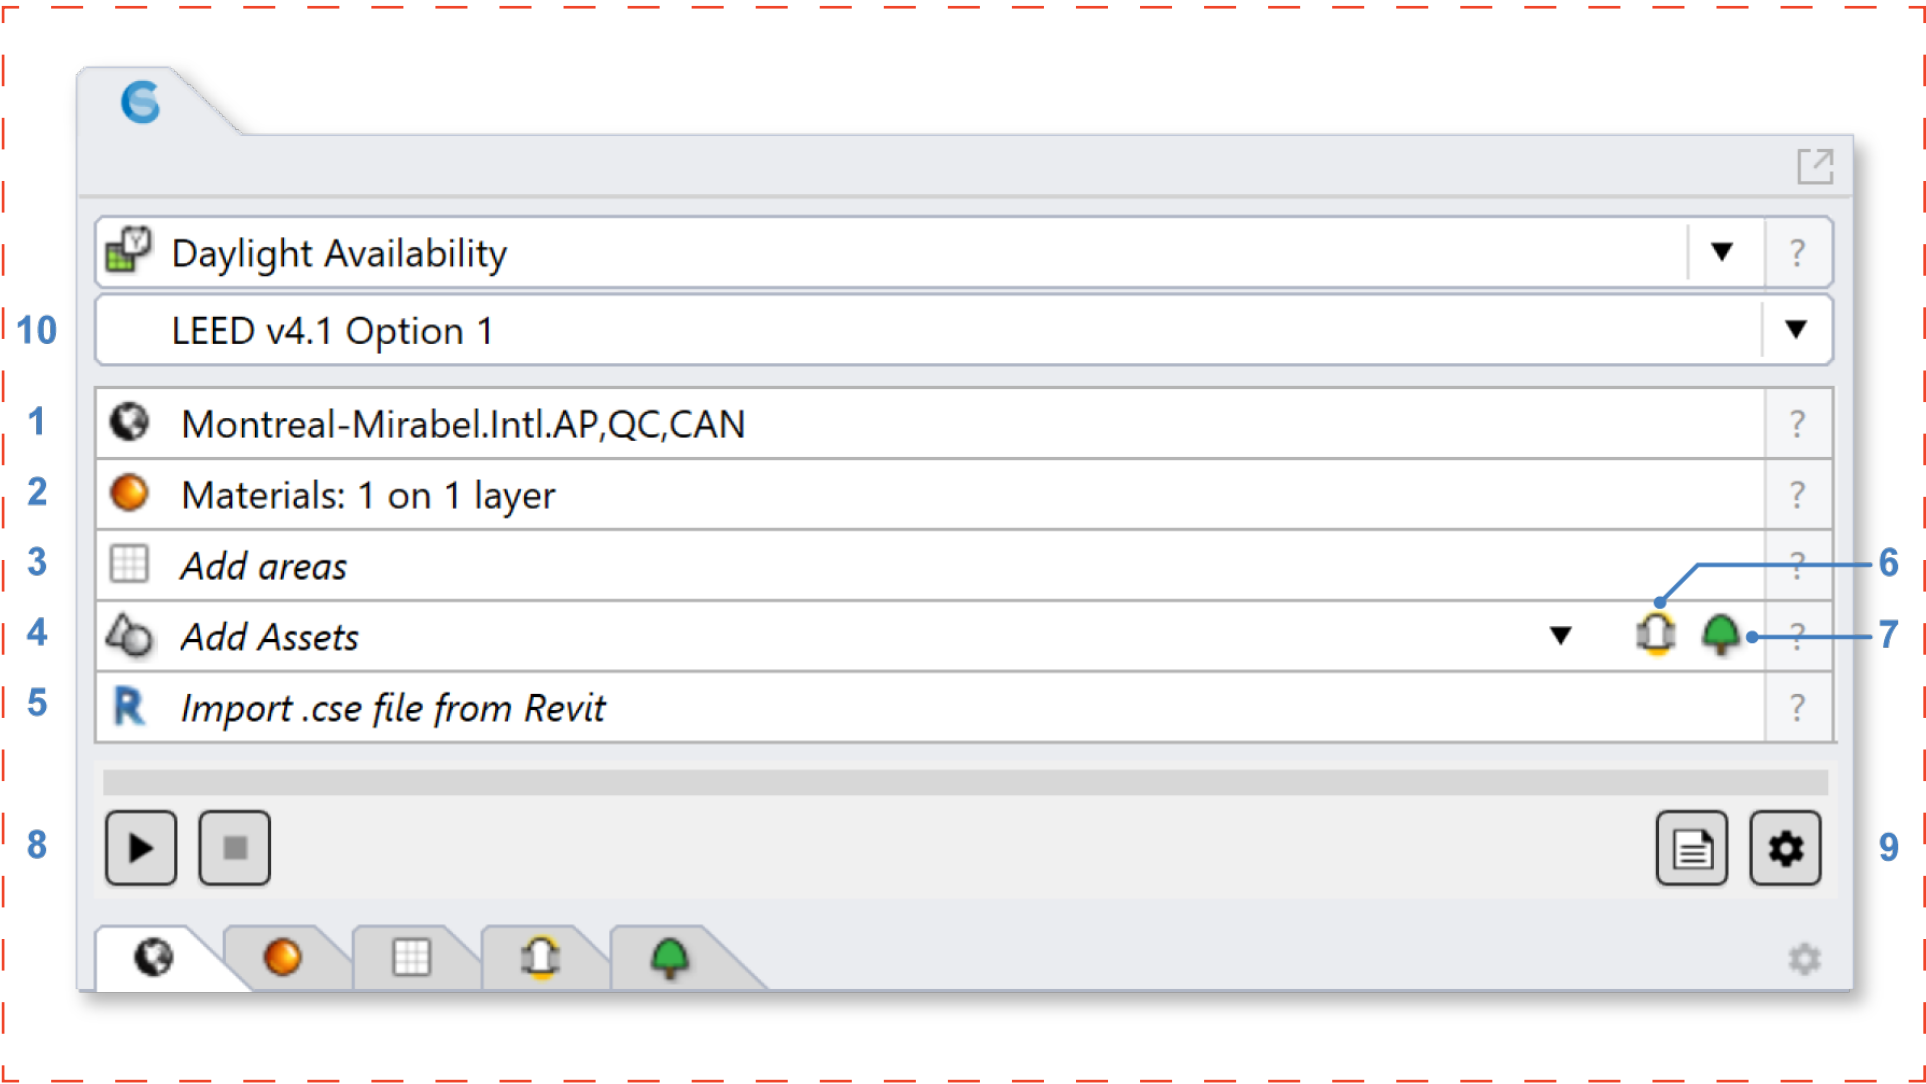 Daylight Availability ?
10 LEED v4.1 Option 1
1 Montreal-Mirabel.Intl.AP,QC,CAN ?
2 Materials: 1 on 1 layer ?
3 Add areas ? 6
4 Add Assets ? 7
5 R Import .cse file from Revit ?
8 9